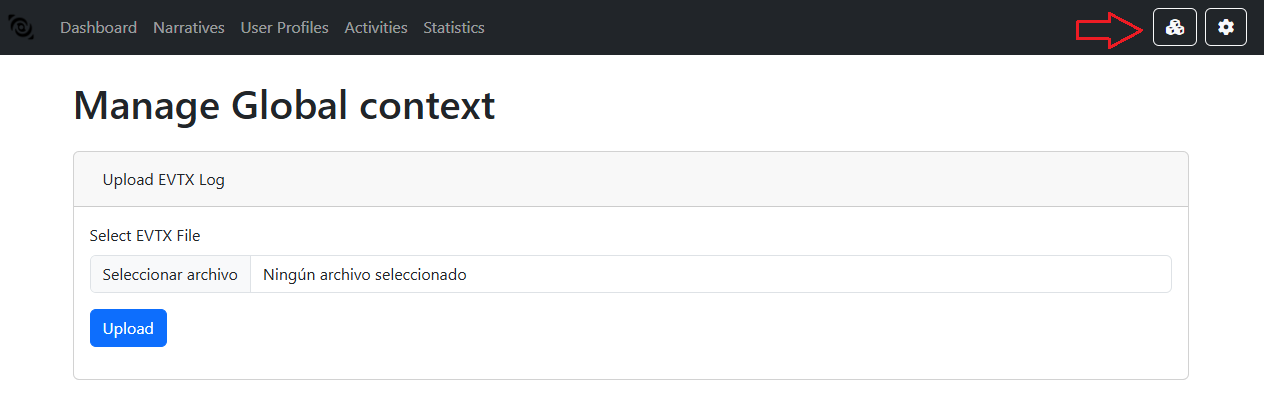 Dashboard Narratives User Profiles Activities Statistics
Manage Global context
Upload EVTX Log
Select EVTX File
Seleccionar archivo Ningún archivo seleccionado
Upload